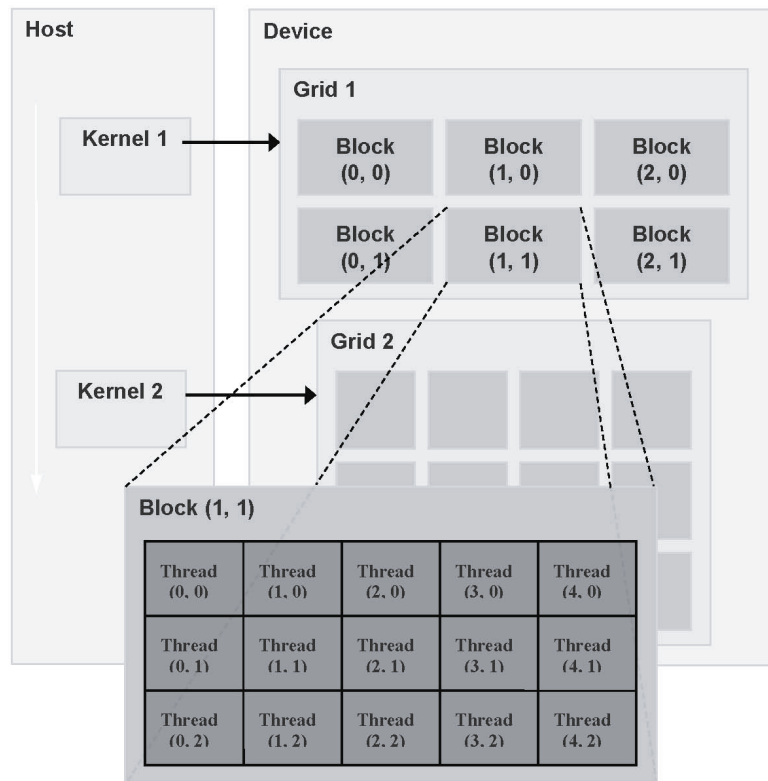 Host
Device
Grid 1
Kernel 1
Block
(0, 0)
Block
(1, 0)
Block
(2, 0)
Block
(0, 1)
Block
(1, 1)
Block
(2, 1)
Grid 2
Kernel 2
Block (1, 1)
Thread
(0, 0)
Thread
(1, 0)
Thread
(2, 0)
Thread
(3, 0)
Thread
(4, 0)
Thread
(0, 1)
Thread
(1, 1)
Thread
(2, 1)
Thread
(3, 1)
Thread
(4, 1)
Thread
(0, 2)
Thread
(1, 2)
Thread
(2, 2)
Thread
(3, 2)
Thread
(4, 2)